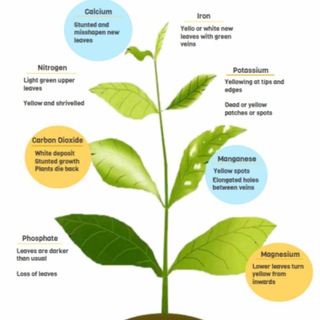 Calcium
Stunted and
misshapen new
leaves
Iron
Yello or white new
leaves with green
veins
Nitrogen
Light green upper
leaves
Yellow and shrivelled
Potassium
Yellowing at tips and
edges
Dead or yellow
patches or spots
Carbon Dioxide
White deposit
Stunted growth
Plants die back
Manganese
Yellow spots
Elongated holes
between veins
Phosphate
Leaves are darker
than usual
Loss of leaves
Magnesium
Lower leaves turn
yellow from
inwards